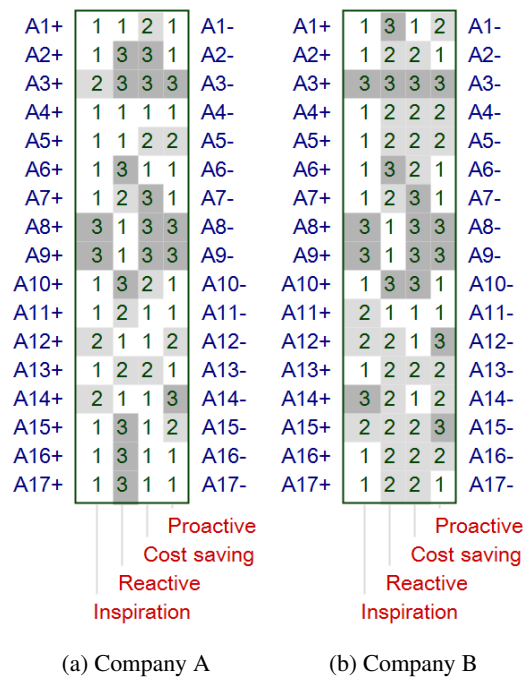 A1+ 1 1 2 1 A1-
A2+ 1 3 3 1 A2-
A3+ 2 3 3 3 A3-
A4+ 1 1 1 1 A4-
A5+ 1 1 2 2 A5-
A6+ 1 3 1 1 A6-
A7+ 1 2 3 1 A7-
A8+ 3 1 3 3 A8-
A9+ 3 1 3 3 A9-
A10+ 1 3 2 1 A10-
A11+ 1 2 1 1 A11-
A12+ 2 1 1 2 A12-
A13+ 1 2 2 1 A13-
A14+ 2 1 1 3 A14-
A15+ 1 3 1 2 A15-
A16+ 1 3 1 1 A16-
A17+ 1 3 1 1 A17-
Proactive
Cost saving
Reactive
Inspiration
(a) Company A
A1+ 1 3 1 2 A1-
A2+ 1 2 2 1 A2-
A3+ 3 3 3 3 A3-
A4+ 1 2 2 2 A4-
A5+ 1 2 2 2 A5-
A6+ 1 3 2 1 A6-
A7+ 1 2 3 1 A7-
A8+ 3 1 3 3 A8-
A9+ 3 1 3 3 A9-
A10+ 1 3 3 1 A10-
A11+ 2 1 1 1 A11-
A12+ 2 2 1 3 A12-
A13+ 1 2 2 2 A13-
A14+ 3 2 1 2 A14-
A15+ 2 2 2 3 A15-
A16+ 1 2 2 2 A16-
A17+ 1 2 2 1 A17-
Proactive
Cost saving
Reactive
Inspiration
(b) Company B